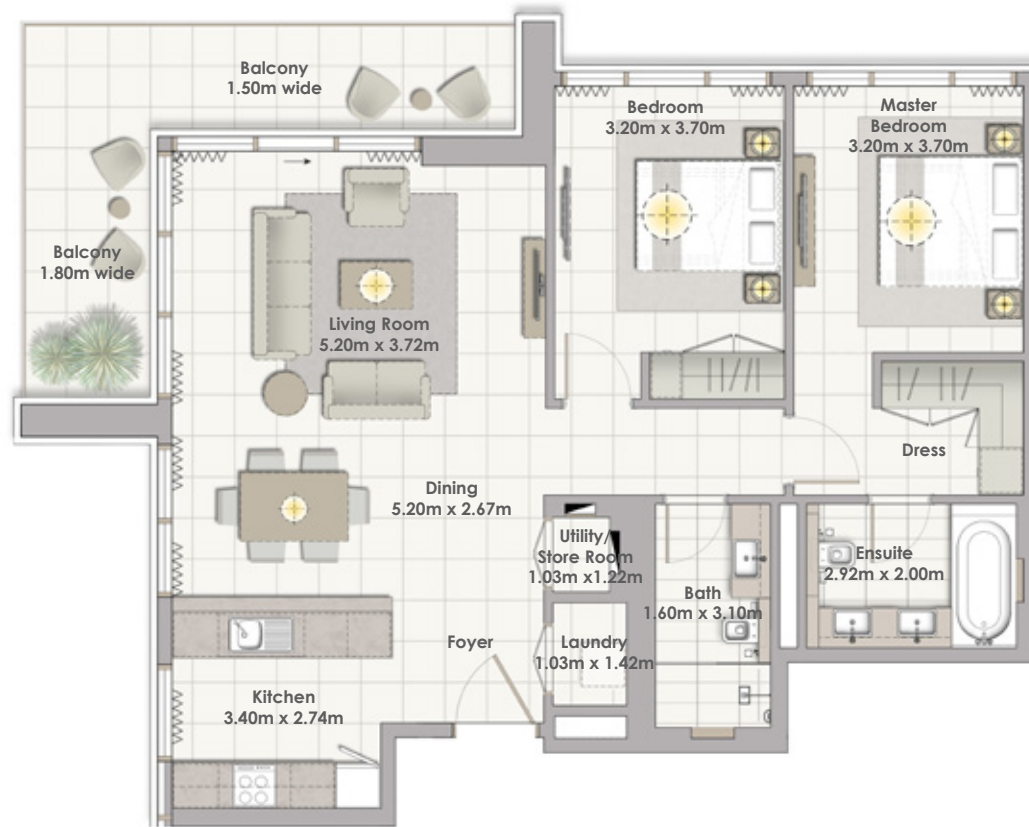 Balcony
1.50m wide
Bedroom
3.20m x 3.70m
Master
Bedroom
3.20m x 3.70m
Balcony
1.80m wide
Living Room
5.20m x 3.72m
Dress
Dining
5.20m x 2.67m
Utility/
Store Room
1.03m x1.22m
Ensuite
2.92m x 2.00m
Bath
1.60m x 3.10m
Foyer
Laundry
1.03m x 1.42m
Kitchen
3.40m x 2.74m